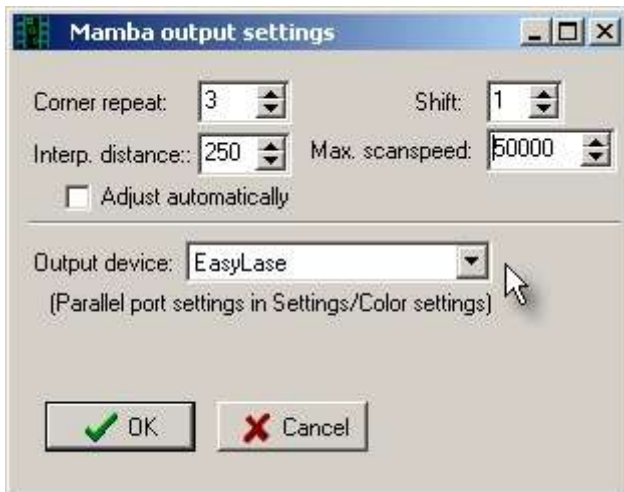 Mamba output settings
Corner repeat: 3 Shift: 1
Interp. distance:: 250 Max. scanspeed: 50000
Adjust automatically
Output device: EasyLase
(Parallel port settings in Settings/Color settings)
OK Cancel